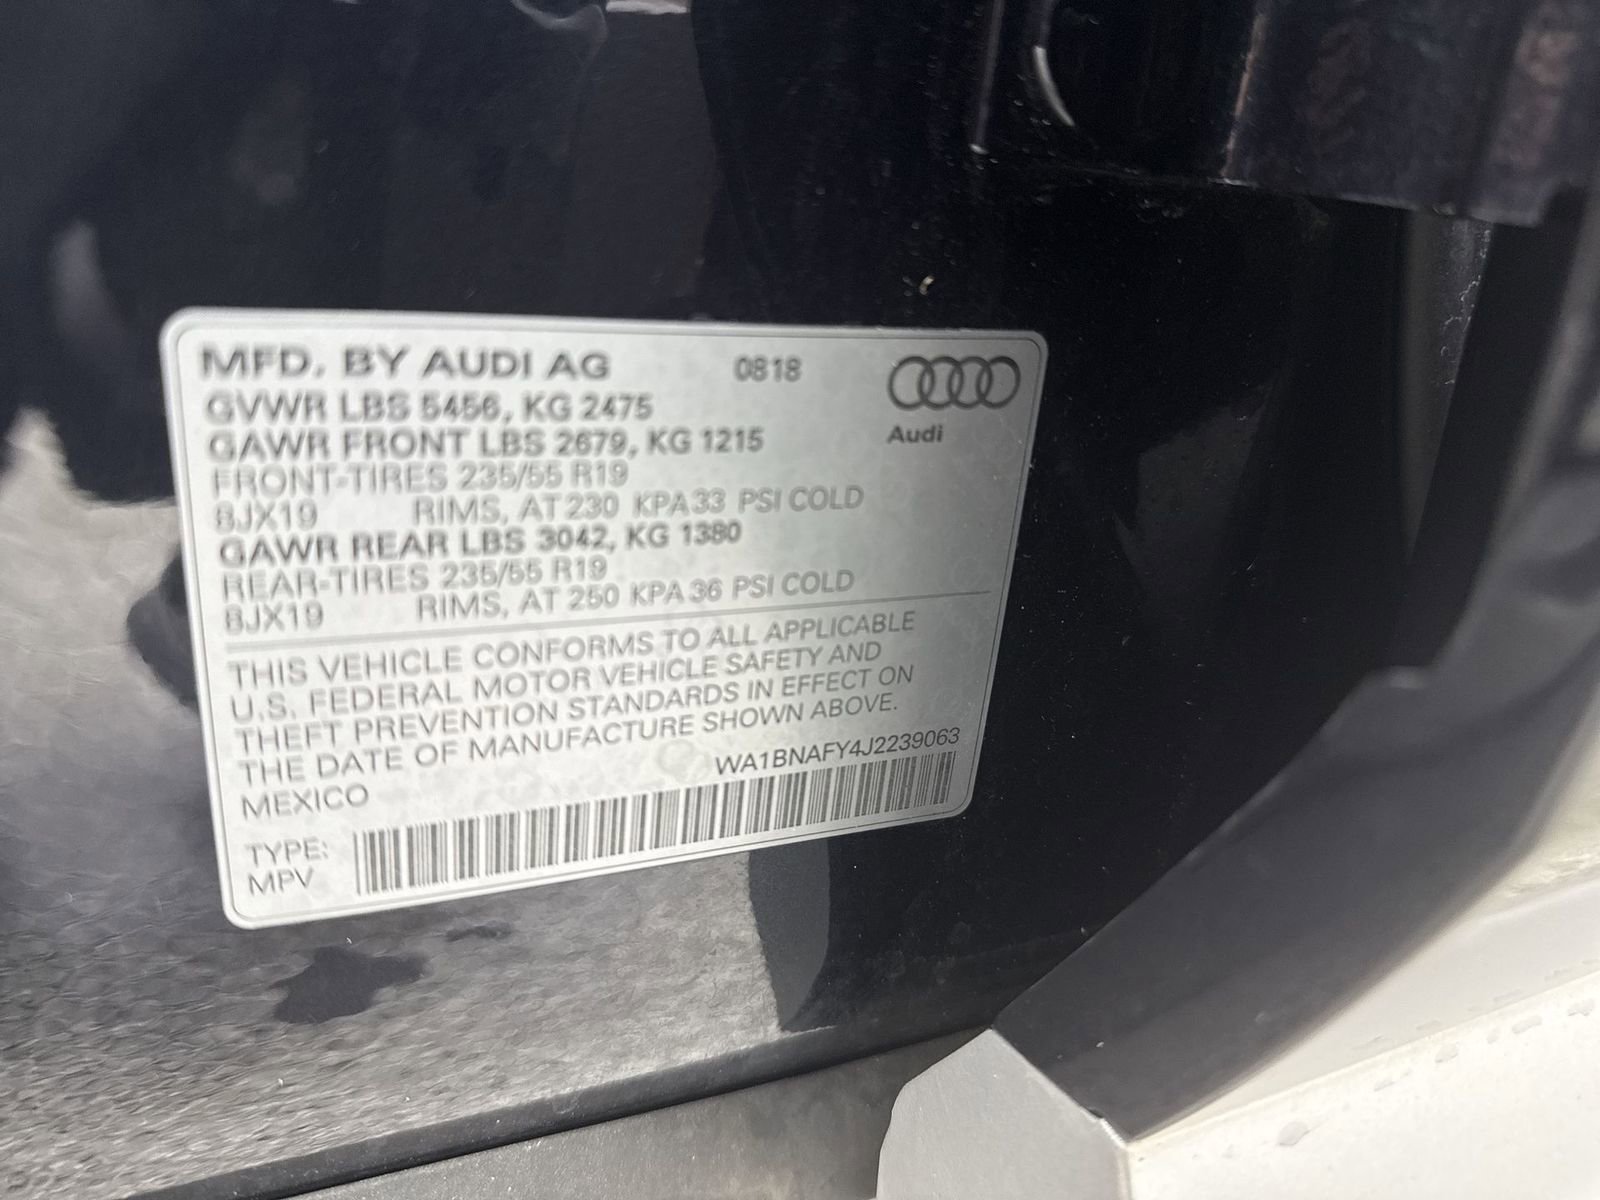 MFD. BY AUDI AG 0818
GVWR LBS 5456, KG 2475
GAWR FRONT LBS 2679, KG 1215
Audi
FRONT-TIRES 235/55 R19
8JX19 RIMS, AT 230 KPA 33 PSI COLD
GAWR REAR LBS 3042, KG 1380
REAR-TIRES 235/55 R19
8JX19 RIMS, AT 250 KPA 36 PSI COLD
THIS VEHICLE CONFORMS TO ALL APPLICABLE
U.S. FEDERAL MOTOR VEHICLE SAFETY AND
THEFT PREVENTION STANDARDS IN EFFECT ON
THE DATE OF MANUFACTURE SHOWN ABOVE.
MEXICO WA1BNAFY4J2239063
TYPE:
MPV